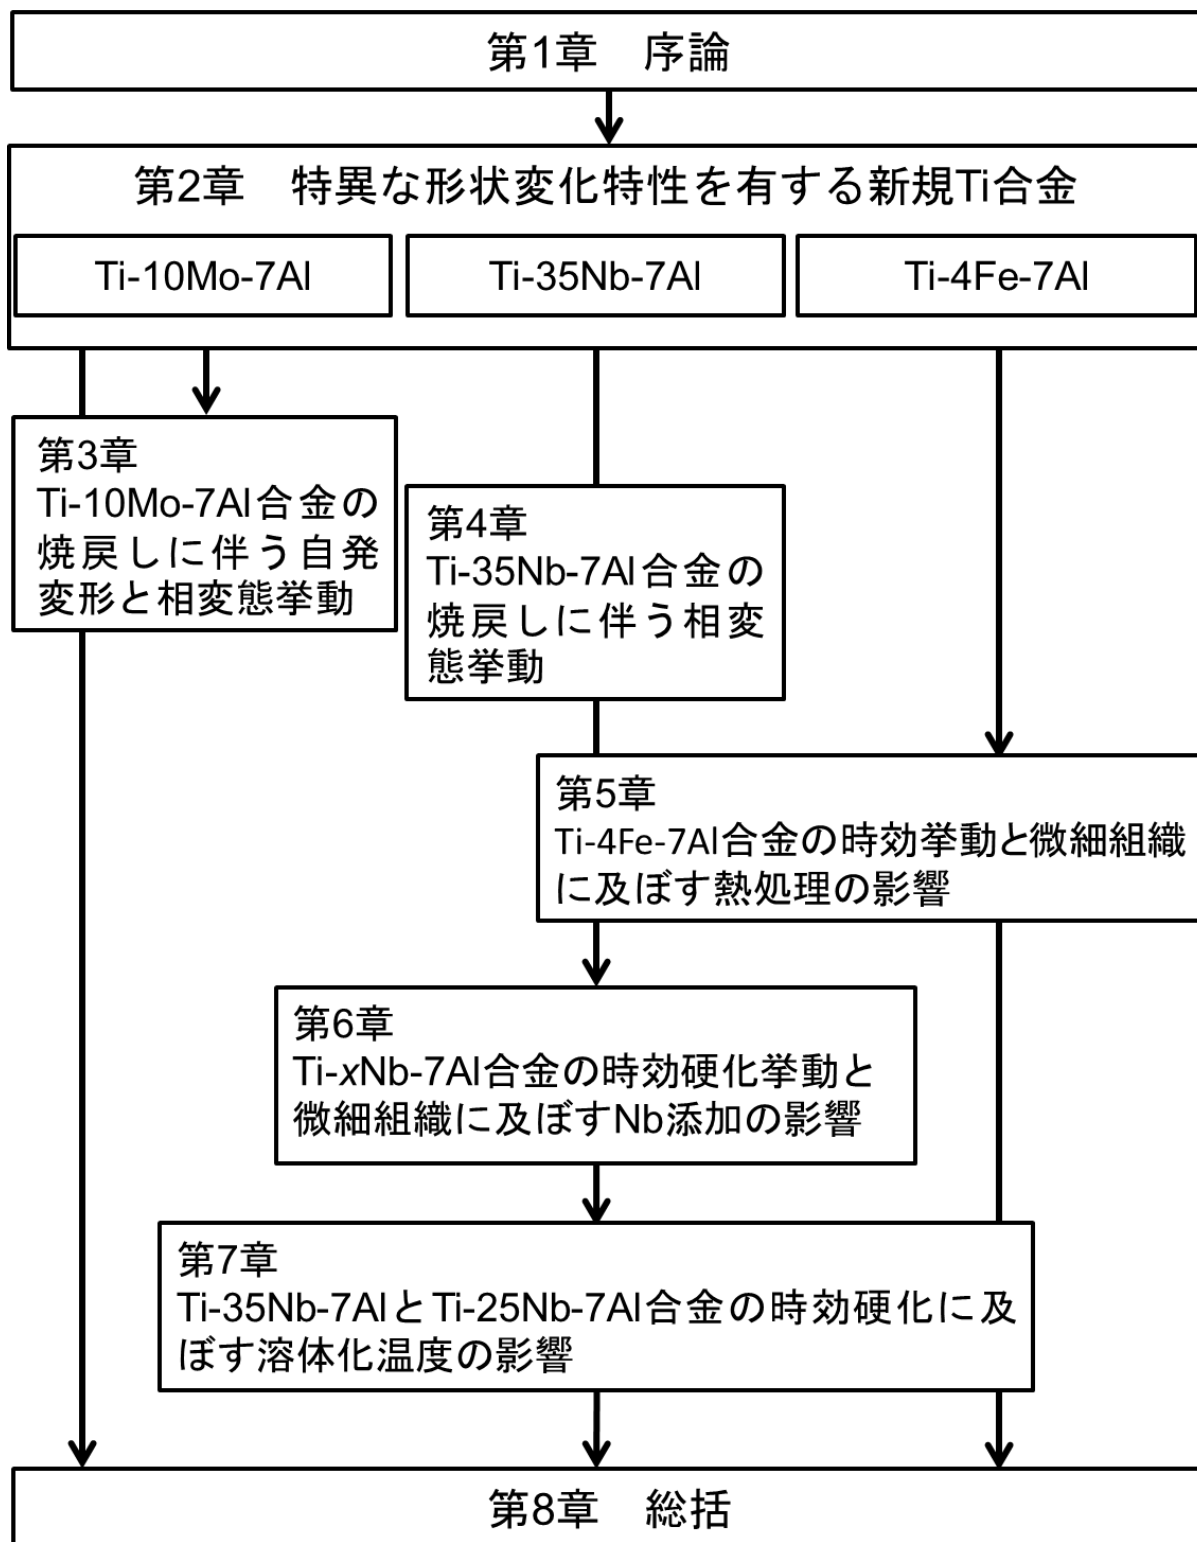 第1章　序論
第2章　特異な形状変化特性を有する新規Ti合金
Ti-10Mo-7Al
Ti-35Nb-7Al
Ti-4Fe-7Al
第3章
Ti-10Mo-7Al合金の
焼戻しに伴う自発
変形と相変態挙動
第4章
Ti-35Nb-7Al合金の
焼戻しに伴う相変
態挙動
第5章
Ti-4Fe-7Al合金の時効挙動と微細組織
に及ぼす熱処理の影響
第6章
Ti-xNb-7Al合金の時効硬化挙動と
微細組織に及ぼすNb添加の影響
第7章
Ti-35Nb-7AlとTi-25Nb-7Al合金の時効硬化に及
ぼす溶体化温度の影響
第8章　総括